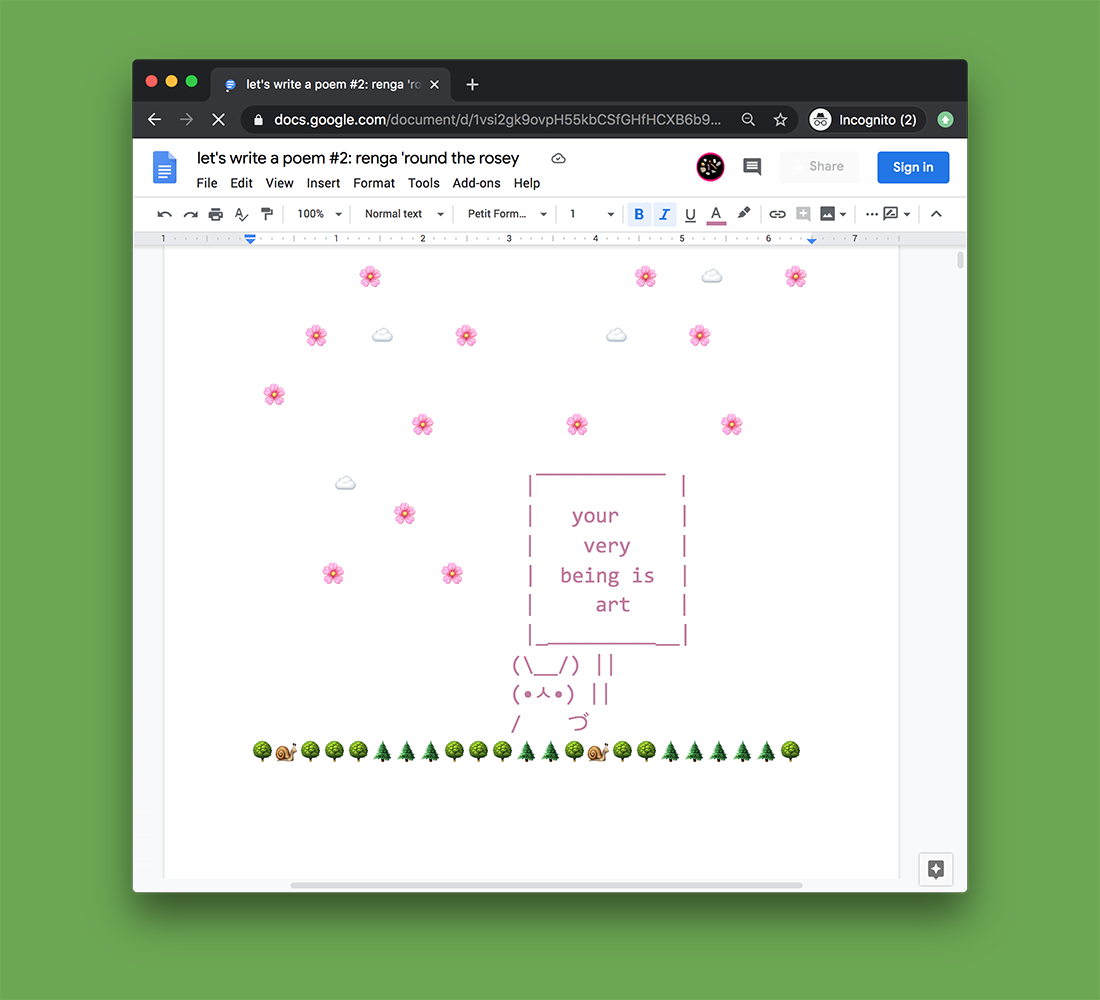 let's write a poem #2: renga 'ro
docs.google.com/document/d/1vsi2gk9ovpH55kbCSfGHfHCXB6b9...
Incognito (2)
let's write a poem #2: renga 'round the rosey
Share
Sign in
File Edit View Insert Format Tools Add-ons Help
100% Normal text Petit Form... 1 B I U A
1 1 2 3 4 5 6 7
your
very
being is
art
(\__/) ||
(•ㅅ•) ||
/ づ